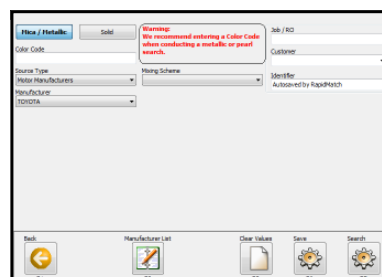 Mica / Metallic
Solid
Warning:
We recommend entering a Color Code
when conducting a metallic or pearl
search.
Job / RO
Color Code
Customer
Source Type
Mixing Scheme
Identifier
Motor Manufacturers
Autosaved by RapidMatch
Manufacturer
TOYOTA
Back
Manufacturer List
Clear Values
Save
Search